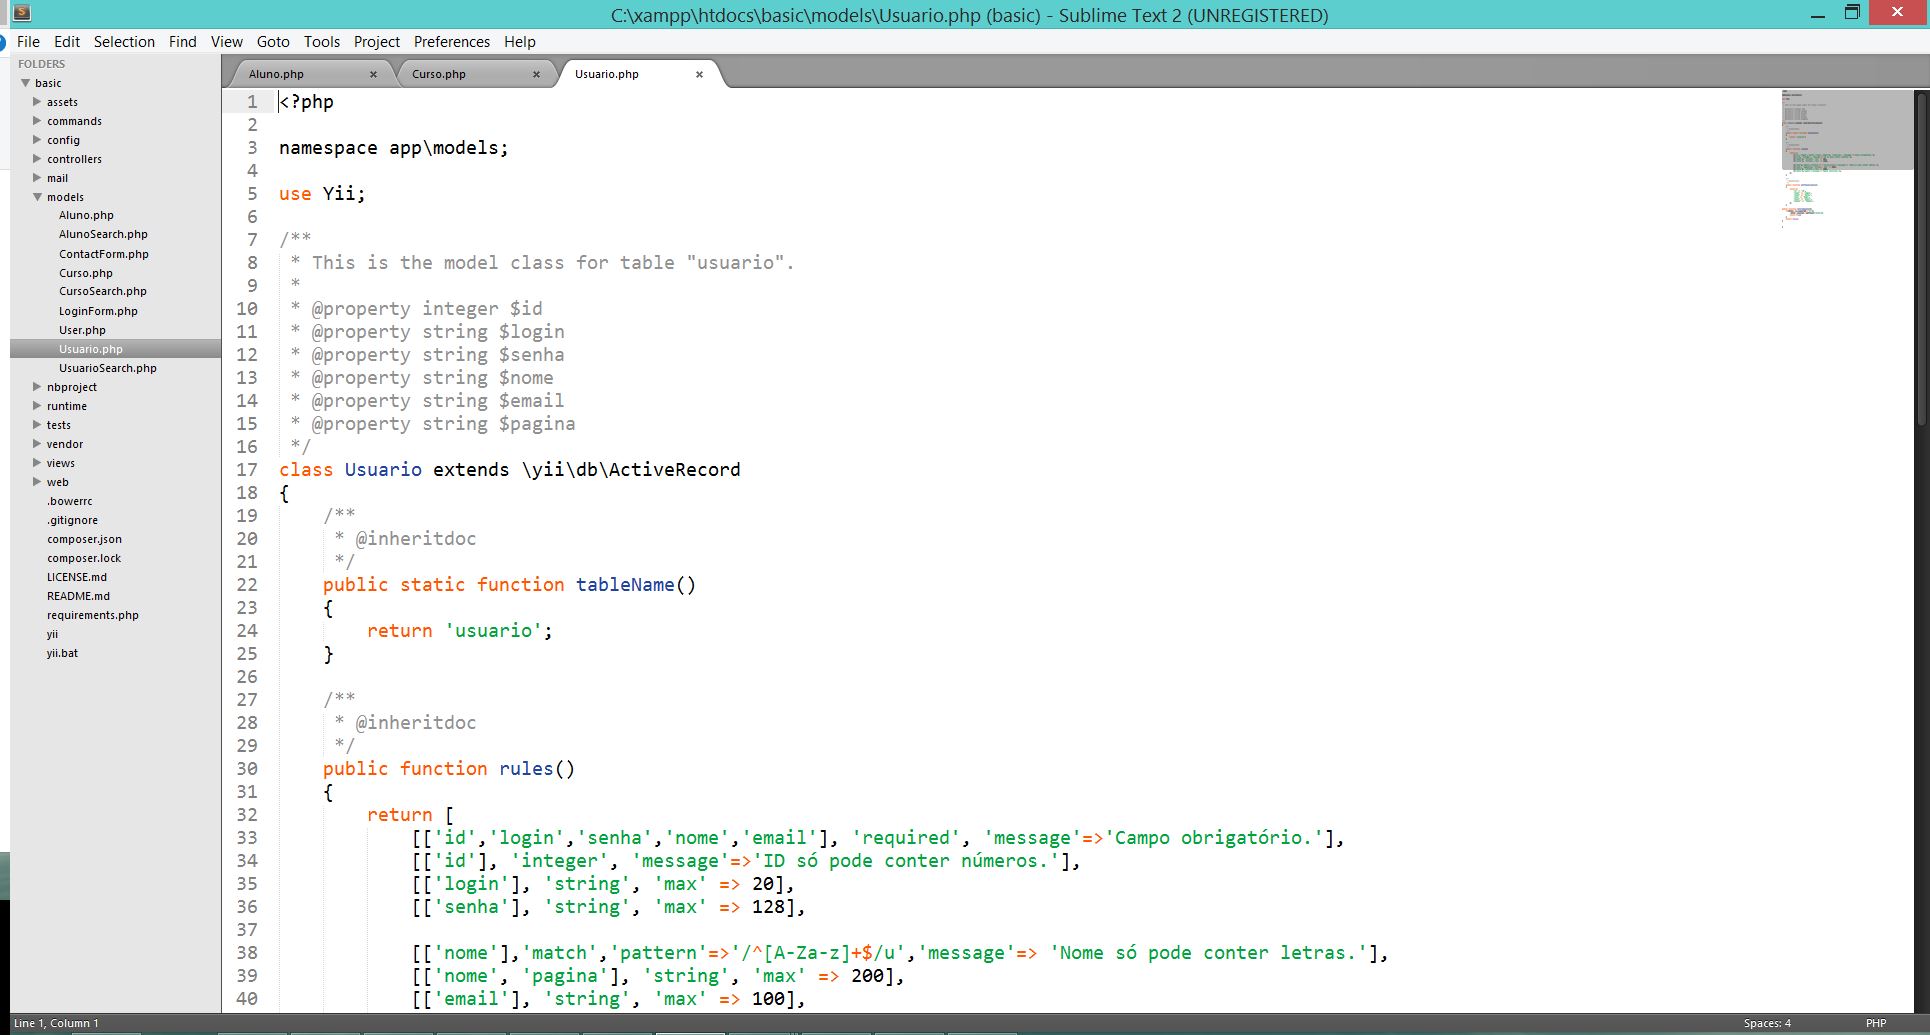 C:\xampp\htdocs\basic\models\Usuario.php (basic) - Sublime Text 2 (UNREGISTERED)
File Edit Selection Find View Goto Tools Project Preferences Help
FOLDERS
basic
assets
commands
config
controllers
mail
models
Aluno.php
AlunoSearch.php
ContactForm.php
Curso.php
CursoSearch.php
LoginForm.php
User.php
Usuario.php
UsuarioSearch.php
nbproject
runtime
tests
vendor
views
web
.bowerrc
.gitignore
composer.json
composer.lock
LICENSE.md
README.md
requirements.php
yii
yii.bat
Aluno.php × Curso.php × Usuario.php ×
1 <?php
2
3 namespace app\models;
4
5 use Yii;
6
7 /**
8 * This is the model class for table "usuario".
9 *
10 * @property integer $id
11 * @property string $login
12 * @property string $senha
13 * @property string $nome
14 * @property string $email
15 * @property string $pagina
16 */
17 class Usuario extends \yii\db\ActiveRecord
18 {
19 /**
20 * @inheritdoc
21 */
22 public static function tableName()
23 {
24 return 'usuario';
25 }
26
27 /**
28 * @inheritdoc
29 */
30 public function rules()
31 {
32 return [
33 [['id','login','senha','nome','email'], 'required', 'message'=>'Campo obrigatório.'],
34 [['id'], 'integer', 'message'=>'ID só pode conter números.'],
35 [['login'], 'string', 'max' => 20],
36 [['senha'], 'string', 'max' => 128],
37
38 [['nome'],'match','pattern'=>'/^[A-Za-z]+$/u','message'=> 'Nome só pode conter letras.'],
39 [['nome', 'pagina'], 'string', 'max' => 200],
40 [['email'], 'string', 'max' => 100],
Line 1, Column 1 Spaces: 4 PHP